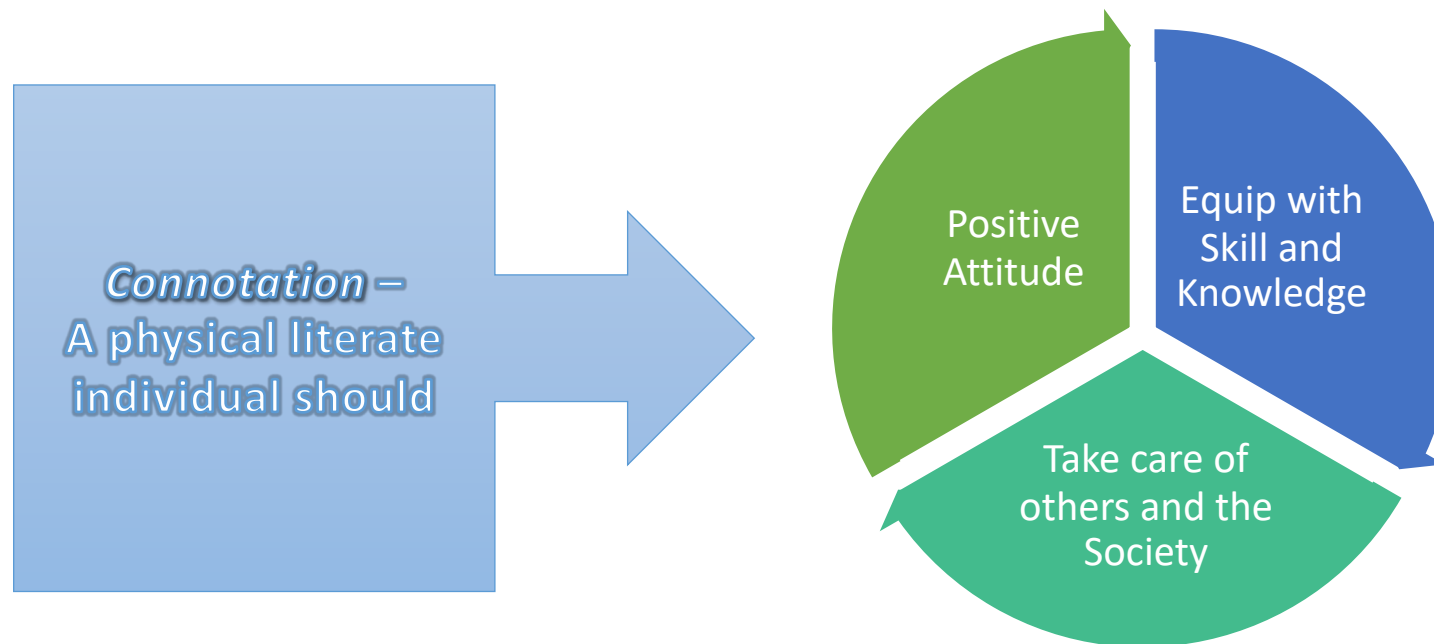 Connotation –
A physical literate
individual should
Positive
Attitude
Equip with
Skill and
Knowledge
Take care of
others and the
Society